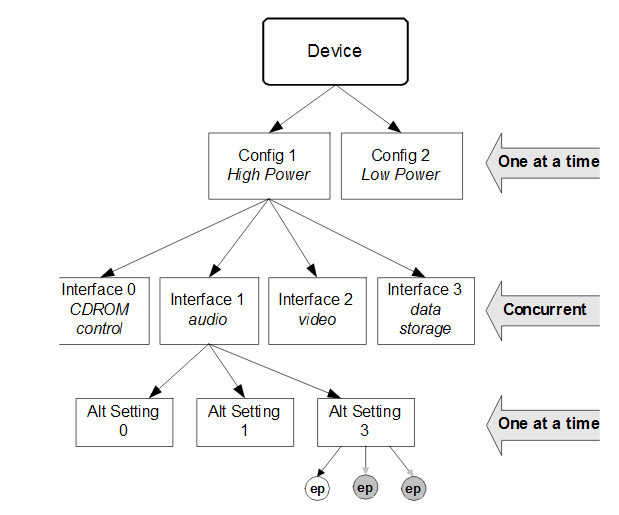 Device
Config 1
High Power
Config 2
Low Power
One at a time
Interface 0
CDROM
control
Interface 1
audio
Interface 2
video
Interface 3
data
storage
Concurrent
Alt Setting
0
Alt Setting
1
Alt Setting
3
One at a time
ep
ep
ep